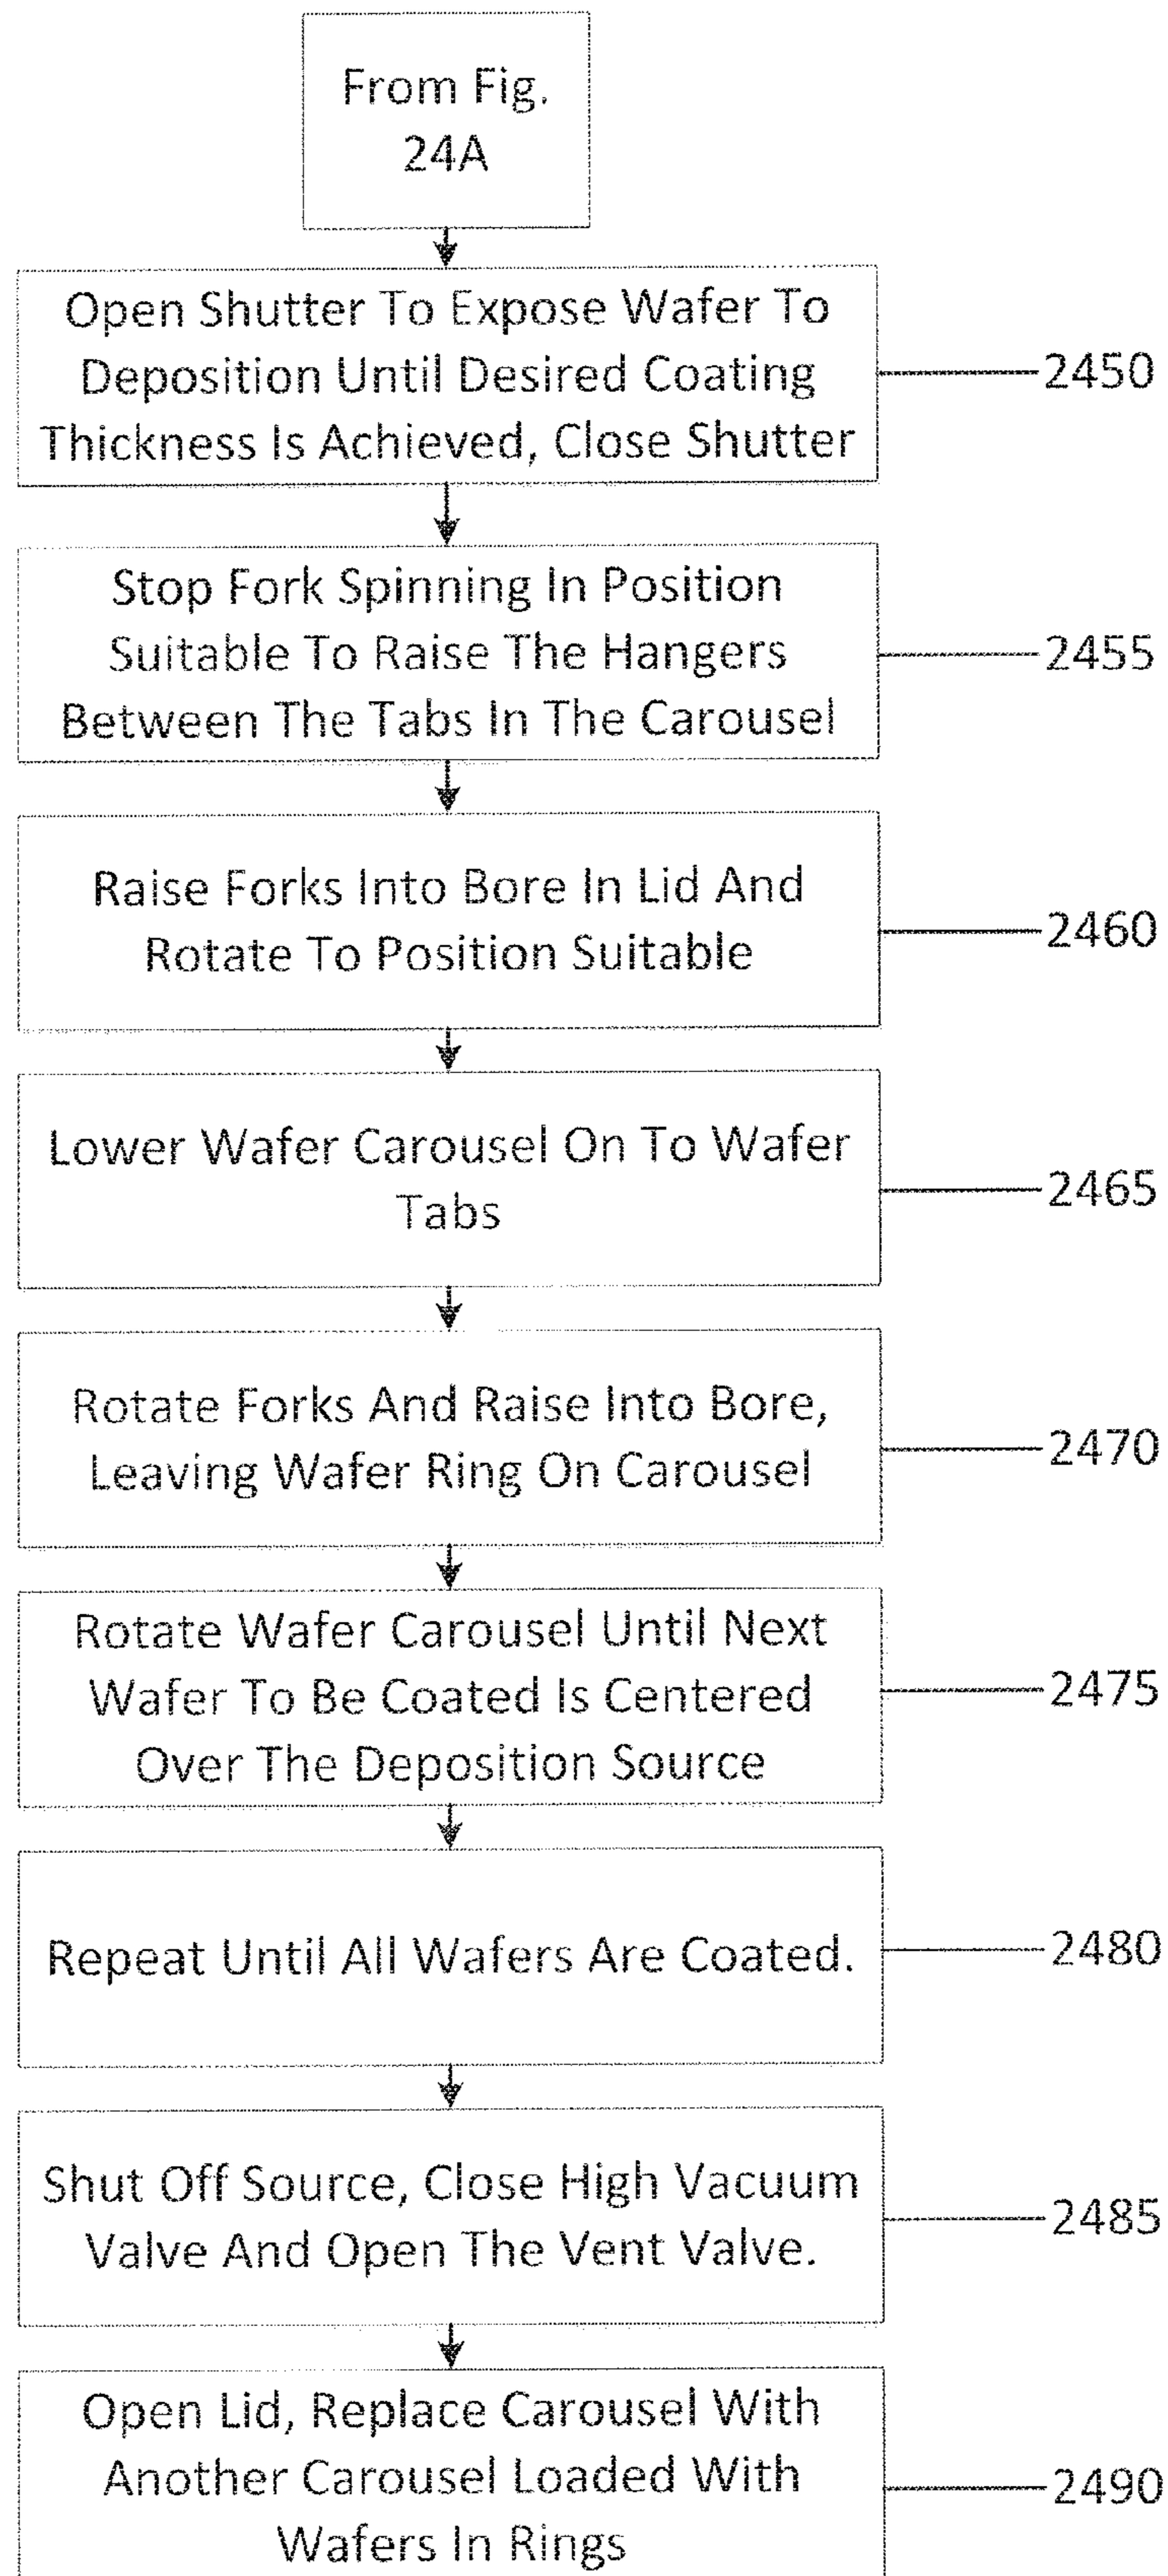 From Fig.
24A
Open Shutter To Expose Wafer To
Deposition Until Desired Coating
Thickness Is Achieved, Close Shutter
2450
Stop Fork Spinning In Position
Suitable To Raise The Hangers
Between The Tabs In The Carousel
2455
Raise Forks Into Bore In Lid And
Rotate To Position Suitable
2460
Lower Wafer Carousel On To Wafer
Tabs
2465
Rotate Forks And Raise Into Bore,
Leaving Wafer Ring On Carousel
2470
Rotate Wafer Carousel Until Next
Wafer To Be Coated Is Centered
Over The Deposition Source
2475
Repeat Until All Wafers Are Coated.
2480
Shut Off Source, Close High Vacuum
Valve And Open The Vent Valve.
2485
Open Lid, Replace Carousel With
Another Carousel Loaded With
Wafers In Rings
2490